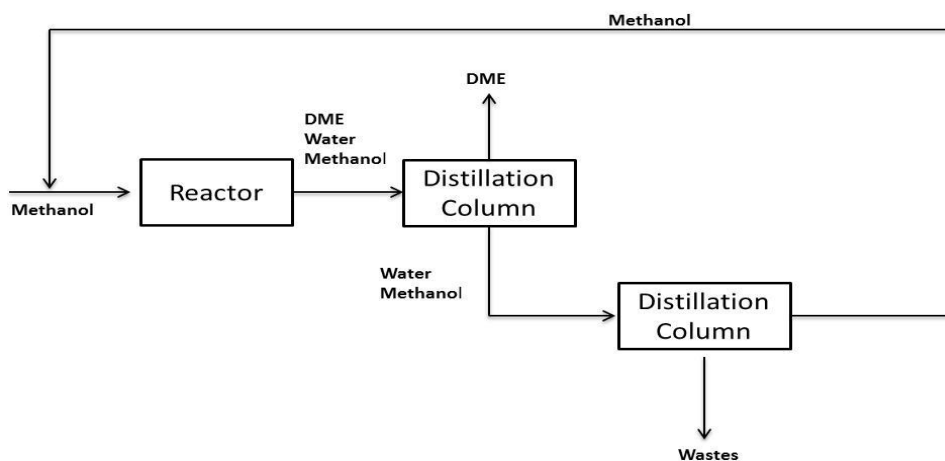 Methanol
DME
DME
Water
Methanol
Reactor
Distillation
Column
Methanol
Water
Methanol
Distillation
Column
Wastes